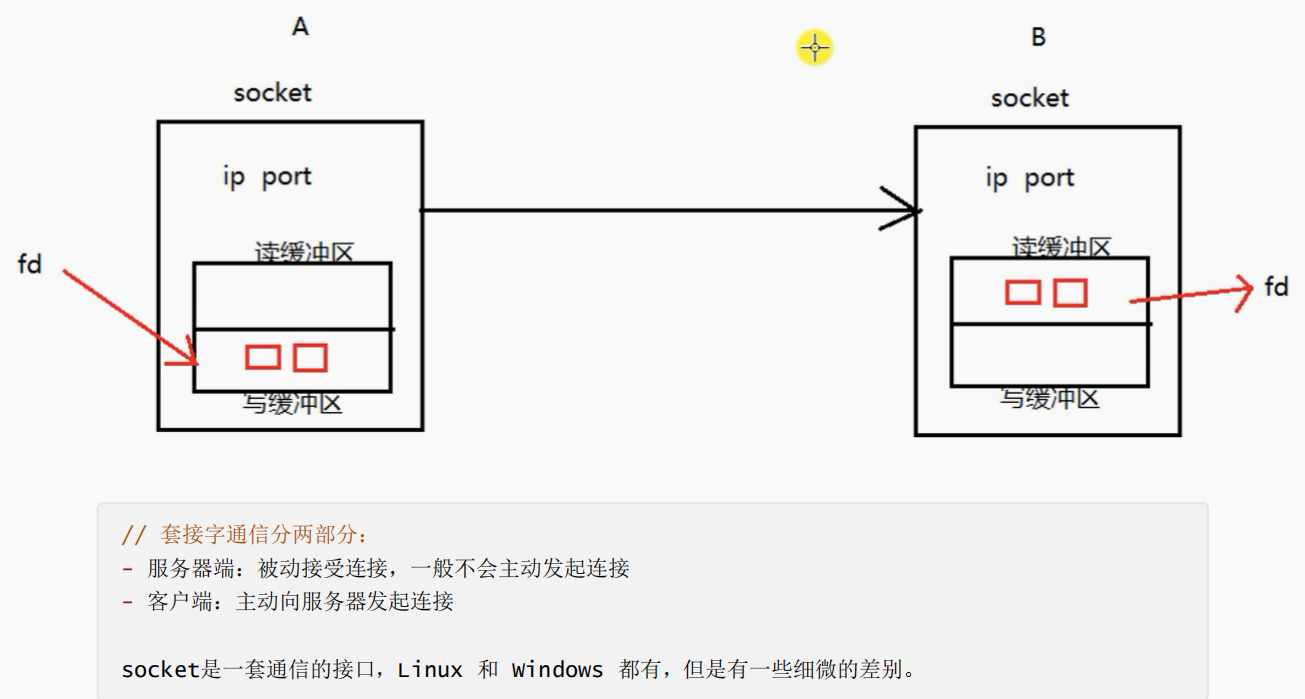 A
B
socket
socket
ip port
ip port
读缓冲区
读缓冲区
fd
fd
写缓冲区
写缓冲区
// 套接字通信分两部分：
- 服务器端：被动接受连接，一般不会主动发起连接
- 客户端：主动向服务器发起连接
socket是一套通信的接口，Linux 和 Windows 都有，但是有一些细微的差别。